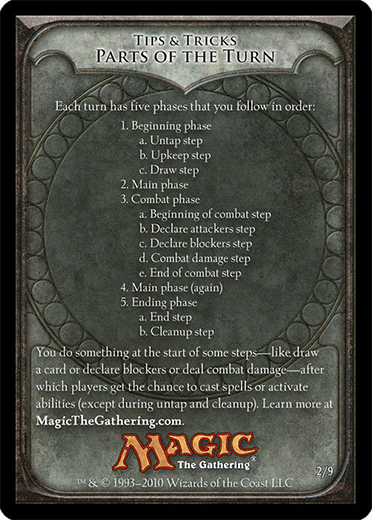 TIPS & TRICKS
PARTS OF THE TURN
Each turn has five phases that you follow in order:
1. Beginning phase
a. Untap step
b. Upkeep step
c. Draw step
2. Main phase
3. Combat phase
a. Beginning of combat step
b. Declare attackers step
c. Declare blockers step
d. Combat damage step
e. End of combat step
4. Main phase (again)
5. Ending phase
a. End step
b. Cleanup step
You do something at the start of some steps—like draw
a card or declare blockers or deal combat damage—after
which players get the chance to cast spells or activate
abilities (except during untap and cleanup). Learn more at
MagicTheGathering.com.
MAGIC
The Gathering®
™ & © 1993–2010 Wizards of the Coast LLC
2/9